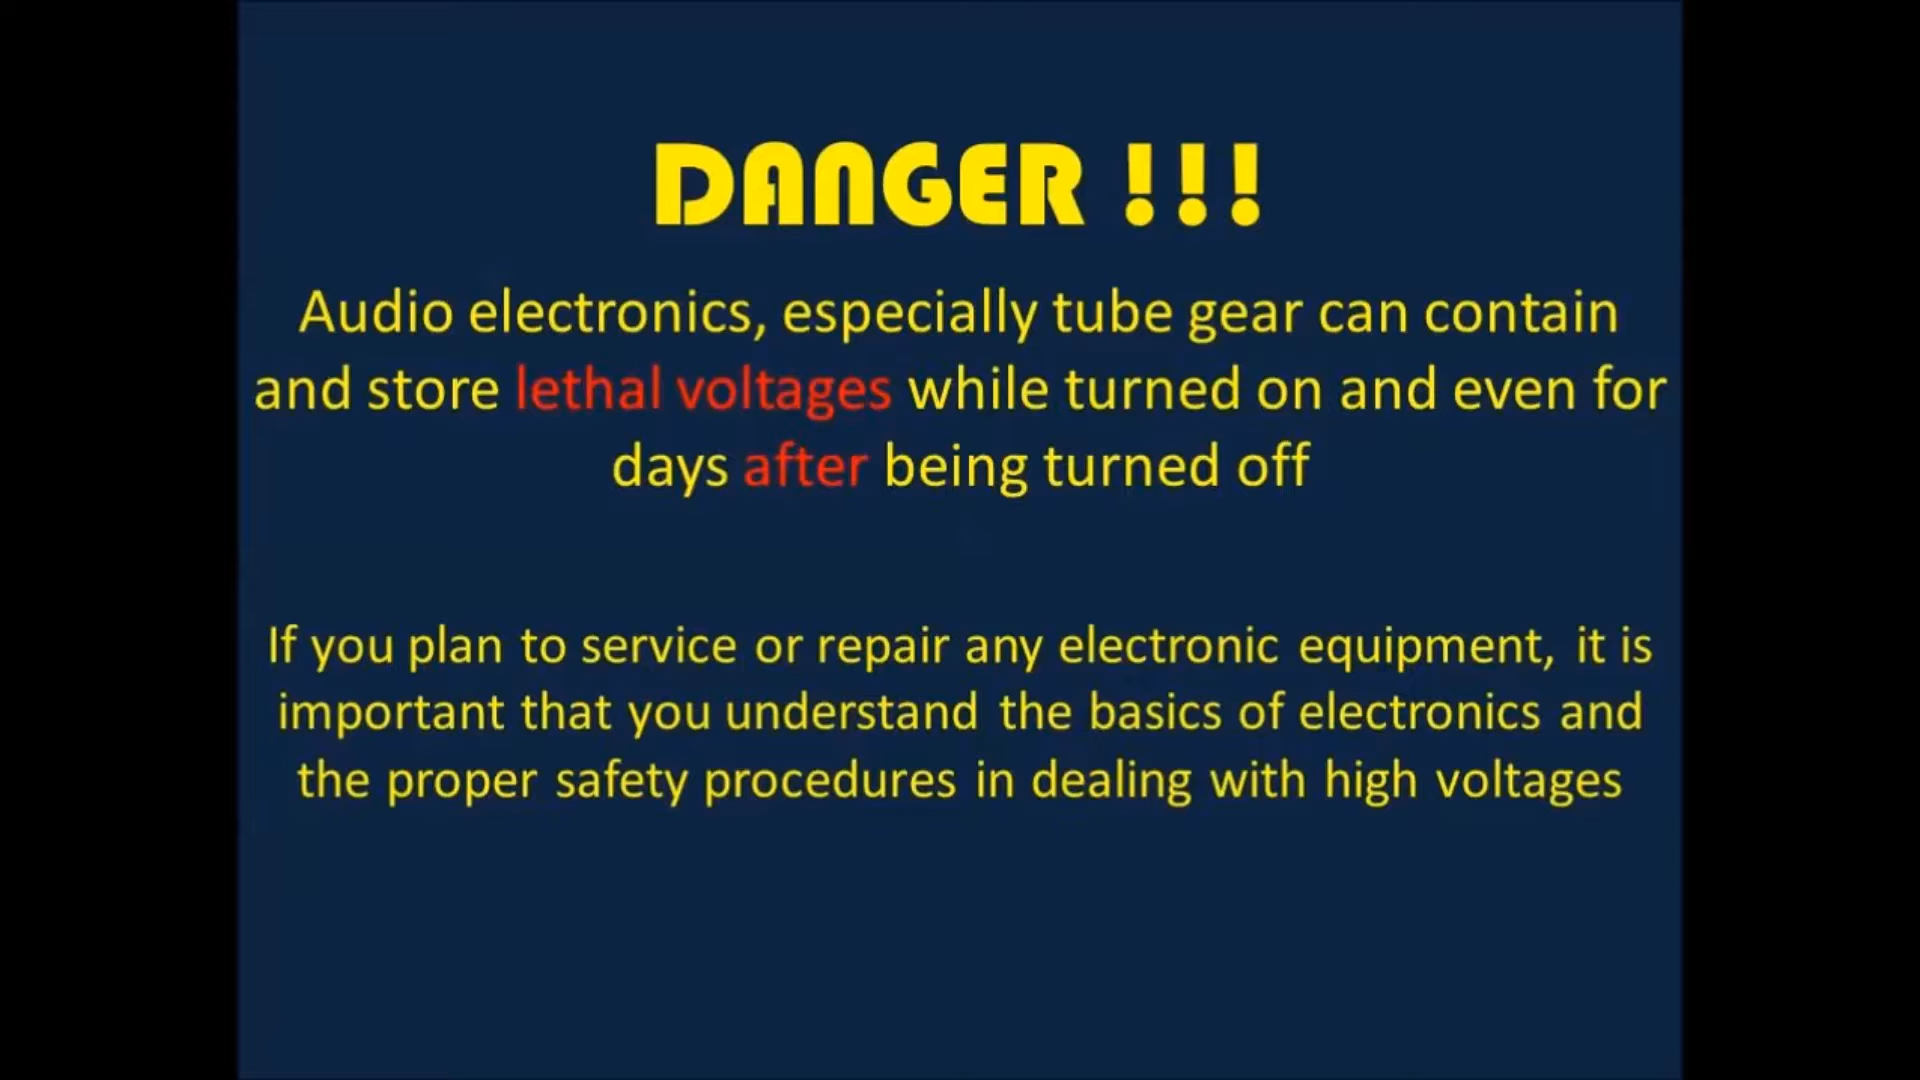 DANGER !!!
Audio electronics, especially tube gear can contain
and store lethal voltages while turned on and even for
days after being turned off
If you plan to service or repair any electronic equipment, it is
important that you understand the basics of electronics and
the proper safety procedures in dealing with high voltages